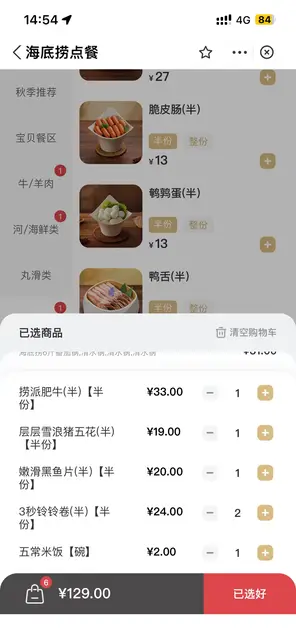 14:54
4G 84
海底捞点餐
秋季推荐
¥27
宝贝餐区
脆皮肠(半)
半份 整份
¥13
牛/羊肉
1
鹌鹑蛋(半)
半份 整份
¥13
河/海鲜类
1
丸滑类
鸭舌(半)
半份 整份
1
已选商品
清空购物车
捞派肥牛(半)【半
份】
¥33.00
1
层层雪浪猪五花(半)
【半份】
¥19.00
1
嫩滑黑鱼片(半)【半
份】
¥20.00
1
3秒铃铃卷(半)【半
份】
¥24.00
2
五常米饭【碗】
¥2.00
1
6
¥129.00
已选好